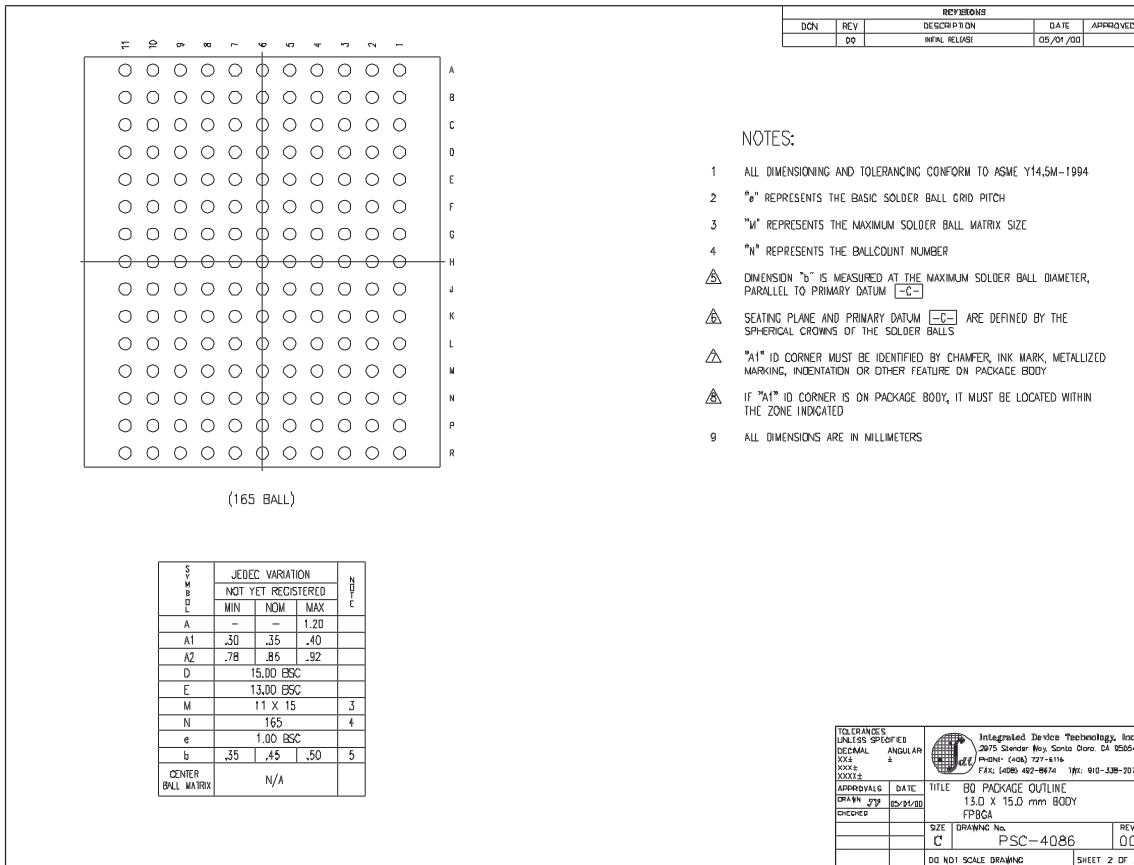 REVISIONS
DCN REV DESCRIPTION DATE APPROVED
00 INITIAL RELEASE 05/01/00
11 10 9 8 7 6 5 4 3 2 1
A
B
C
D
E
F
G
H
J
K
L
M
N
P
R
(165 BALL)
NOTES:
1 ALL DIMENSIONING AND TOLERANCING CONFORM TO ASME Y14.5M-1994
2 "e" REPRESENTS THE BASIC SOLDER BALL GRID PITCH
3 "M" REPRESENTS THE MAXIMUM SOLDER BALL MATRIX SIZE
4 "N" REPRESENTS THE BALLCOUNT NUMBER
5 DIMENSION "b" IS MEASURED AT THE MAXIMUM SOLDER BALL DIAMETER,
PARALLEL TO PRIMARY DATUM -C-
6 SEATING PLANE AND PRIMARY DATUM -C- ARE DEFINED BY THE
SPHERICAL CROWNS OF THE SOLDER BALLS
7 "A1" ID CORNER MUST BE IDENTIFIED BY CHAMFER, INK MARK, METALLIZED
MARKING, INDENTATION OR OTHER FEATURE ON PACKAGE BODY
8 IF "A1" ID CORNER IS ON PACKAGE BODY, IT MUST BE LOCATED WITHIN
THE ZONE INDICATED
9 ALL DIMENSIONS ARE IN MILLIMETERS
SYMBOL JEDEC VARIATION NOTE
NOT YET REGISTERED
MIN NOM MAX
A - - 1.20
A1 .30 .35 .40
A2 .78 .86 .92
D 15.00 BSC
E 13.00 BSC
M 11 X 15 3
N 165 4
e 1.00 BSC
b .35 .45 .50 5
CENTER BALL MATRIX N/A
TOLERANCES
UNLESS SPECIFIED
DECIMAL ANGULAR
XX± ±
XXX±
XXXX±
idt
Integrated Device Technology, Inc
2975 Stender Way, Santa Clara, CA 95054
PHONE: (408) 727-6116
FAX: (408) 492-8674 TWX: 910-338-207
APPROVALS DATE
DRAWN 05/01/00
CHECKED
TITLE BQ PACKAGE OUTLINE
13.0 X 15.0 mm BODY
FPBGA
SIZE DRAWING No. REV
C PSC-4086 00
DO NOT SCALE DRAWING SHEET 2 OF